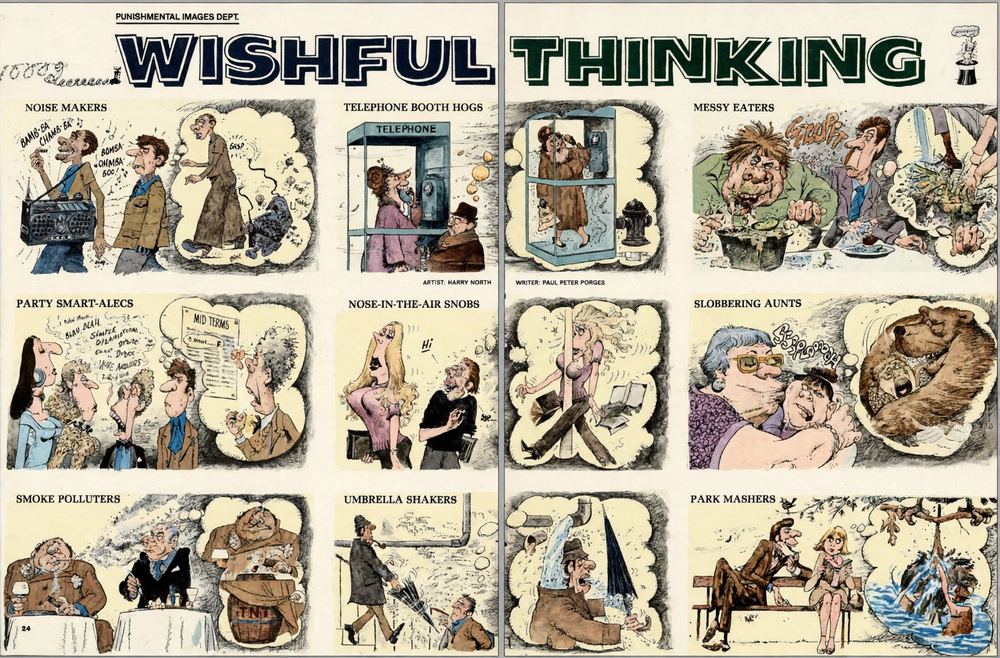 PUNISHMENTAL IMAGES DEPT.
WISHFUL THINKING
NOISE MAKERS
BAMB-BA
CHAMB-BA
BOMBA-
OHMBA-
BOO
GASP
TELEPHONE BOOTH HOGS
TELEPHONE
MESSY EATERS
ARTIST: HARRY NORTH
WRITER: PAUL PETER PORGES
PARTY SMART-ALECS
BLAH, BLAH,
MID TERMS
F
NOSE-IN-THE-AIR SNOBS
Hi
SLOBBERING AUNTS
SMOKE POLLUTERS
TNT
24
UMBRELLA SHAKERS
PARK MASHERS